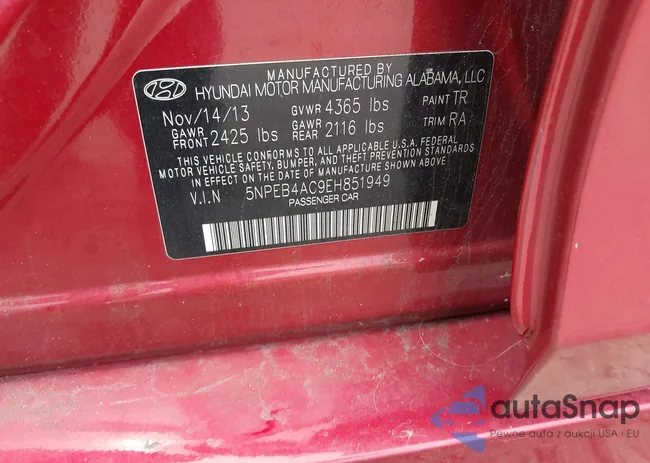 MANUFACTURED BY
HYUNDAI MOTOR MANUFACTURING ALABAMA, LLC
Nov/14/13 GVWR 4365 lbs PAINT TR
GAWR FRONT 2425 lbs GAWR REAR 2116 lbs TRIM RA
THIS VEHICLE CONFORMS TO ALL APPLICABLE U.S.A. FEDERAL
MOTOR VEHICLE SAFETY, BUMPER, AND THEFT PREVENTION STANDARDS
IN EFFECT ON THE DATE OF MANUFACTURE SHOWN ABOVE.
V.I.N 5NPEB4AC9EH851949
PASSENGER CAR
autaSnap
Pewne auta z aukcji USA i EU